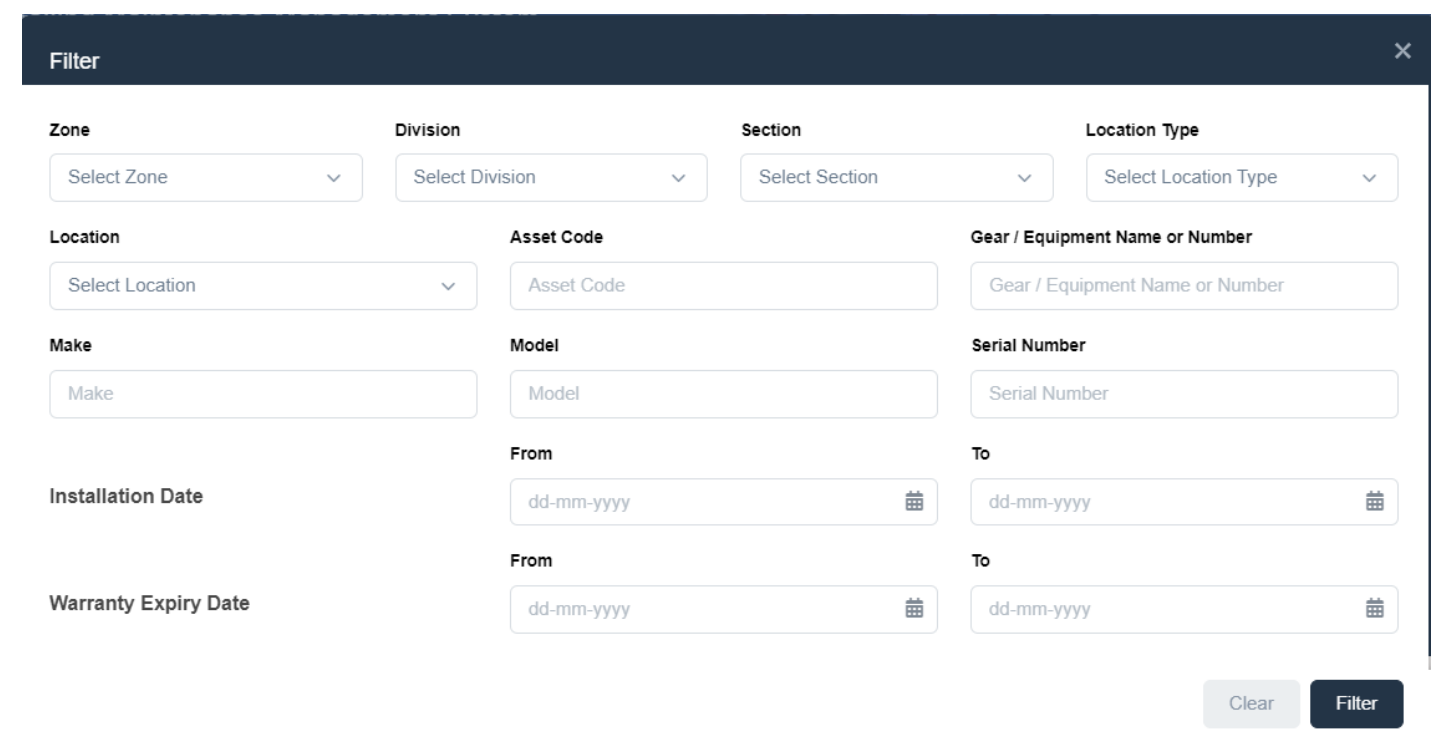 Filter
Zone Division Section Location Type
Select Zone Select Division Select Section Select Location Type
Location Asset Code Gear / Equipment Name or Number
Select Location Asset Code Gear / Equipment Name or Number
Make Model Serial Number
Make Model Serial Number
From To
Installation Date dd-mm-yyyy dd-mm-yyyy
From To
Warranty Expiry Date dd-mm-yyyy dd-mm-yyyy
Clear Filter